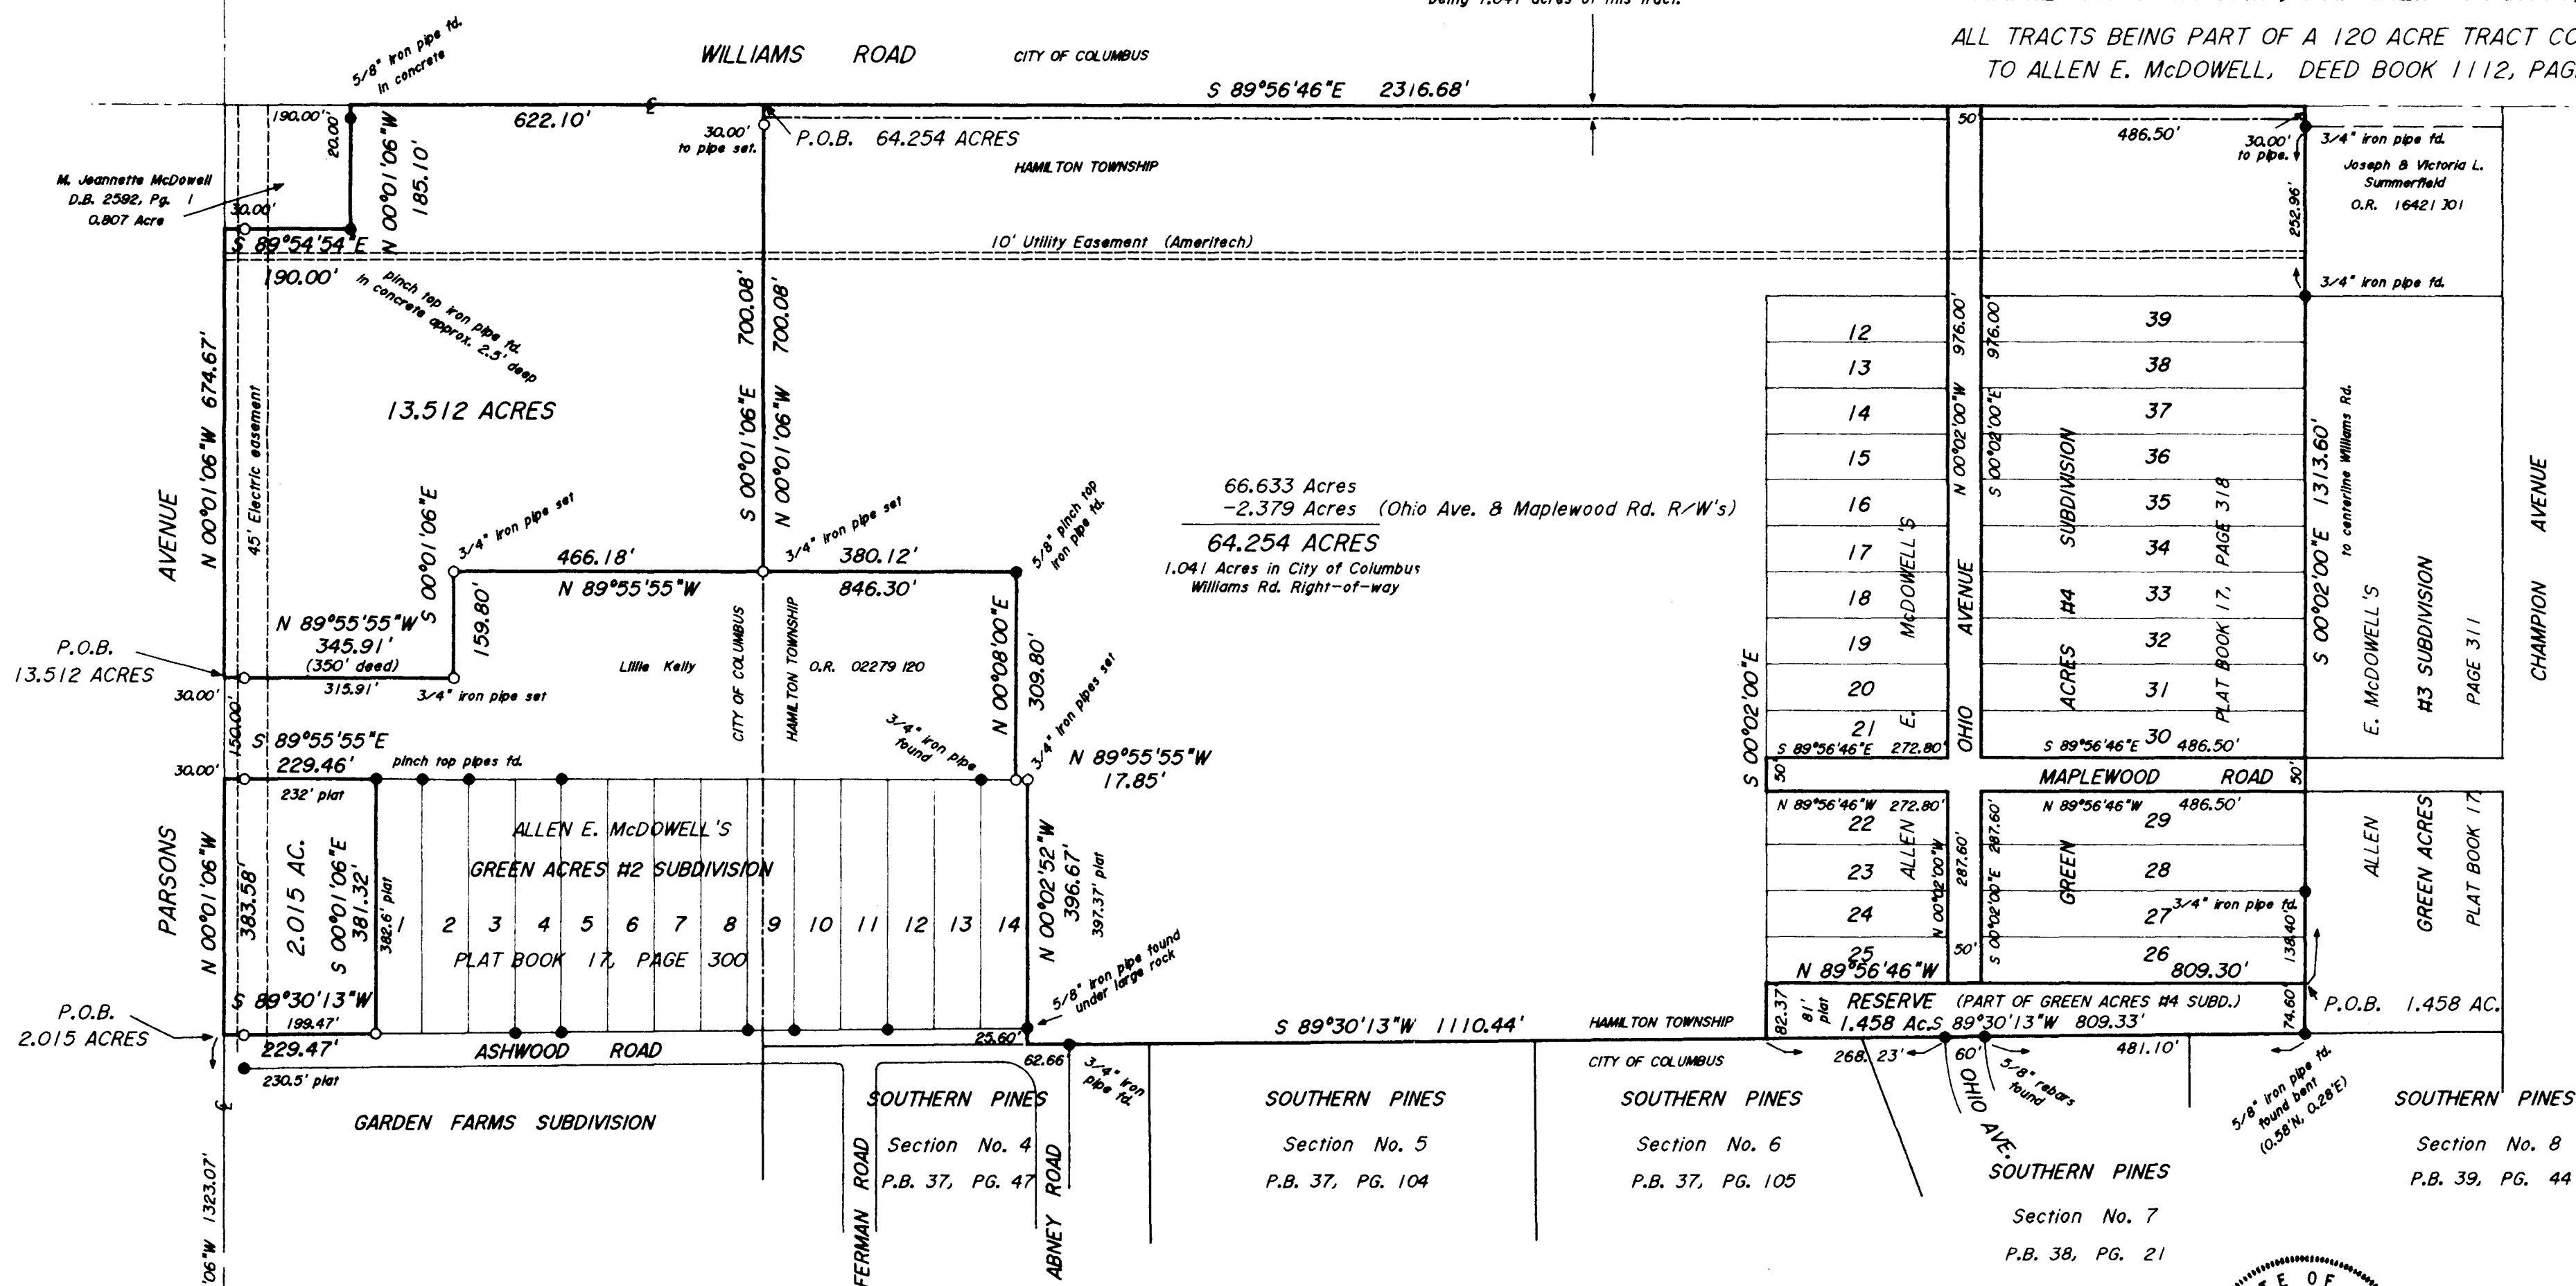 ALL TRACTS BEING PART OF A 120 ACRE TRACT
TO ALLEN E. McDOWELL, DEED BOOK 1112,
WILLIAMS ROAD
CITY OF COLUMBUS
S 89°56'46"E 2316.68'
5/8" iron pipe fd.
in concrete
190.00'
20.00'
N 00°01'06"W
185.10'
622.10'
30.00'
to pipe set.
P.O.B. 64.254 ACRES
HAMILTON TOWNSHIP
50'
486.50'
30.00'
to pipe.
3/4" iron pipe fd.
Joseph & Victoria L.
Summerfield
O.R. 16421 J01
252.96'
3/4" iron pipe fd.
M. Jeannette McDowell
D.B. 2592, Pg. 1
0.807 Acre
30.00'
S 89°54'54"E
190.00'
pinch top iron pipe fd.
in concrete approx. 2.5' deep
10' Utility Easement (Ameritech)
AVENUE
N 00°01'06"W 674.67'
45' Electric easement
13.512 ACRES
S 00°01'06"E 700.08'
N 00°01'06"W 700.08'
S 00°01'06"E
159.80'
3/4" iron pipe set
466.18'
N 89°55'55"W
3/4" iron pipe set
380.12'
846.30'
5/8" pinch top
iron pipe fd.
66.633 Acres
-2.379 Acres (Ohio Ave. & Maplewood Rd. R/W's)
64.254 ACRES
1.041 Acres in City of Columbus
Williams Rd. Right-of-way
P.O.B.
13.512 ACRES
N 89°55'55"W
345.91'
(350' deed)
315.91'
3/4" iron pipe set
30.00'
150.00'
Lillie Kelly
CITY OF COLUMBUS
HAMILTON TOWNSHIP
O.R. 02279 I20
N 00°08'00"E
309.80'
3/4" iron pipe
found
3/4" iron pipes set
N 89°55'55"W
17.85'
S 89°55'55"E
30.00'
229.46'
232' plat
pinch top pipes fd.
PARSONS
N 00°01'06"W
383.58'
2.015 AC.
S 00°01'06"E
381.32'
382.6' plat
ALLEN E. McDOWELL'S
GREEN ACRES #2 SUBDIVISION
1 2 3 4 5 6 7 8 9 10 11 12 13 14
PLAT BOOK 17, PAGE 300
N 00°02'52"W
396.67'
397.37' plat
5/8" iron pipe found
under large rock
P.O.B.
2.015 ACRES
S 89°30'13"W
199.47'
229.47'
230.5' plat
ASHWOOD ROAD
25.60'
62.66'
3/4" iron
pipe fd.
S 89°30'13"W 1110.44'
HAMILTON TOWNSHIP
CITY OF COLUMBUS
12
13
14
15
16
17
18
19
20
21
S 89°56'46"E 272.80'
S 00°02'00"E
50'
N 89°56'46"W 272.80'
22
23
24
25
ALLEN E. McDOWELL'S
N 00°02'00"W 976.00'
S 00°02'00"E 976.00'
OHIO AVENUE
N 00°02'00"W 287.60'
S 00°02'00"E 287.60'
50'
39
38
37
36
35
34
33
32
31
30
S 89°56'46"E 486.50'
GREEN ACRES #4 SUBDIVISION
PLAT BOOK 17, PAGE 318
MAPLEWOOD ROAD
50'
N 89°56'46"W 486.50'
29
28
27
3/4" iron pipe fd.
26
138.40'
N 89°56'46"W 809.30'
82.37
81'
plat
RESERVE (PART OF GREEN ACRES #4 SUBD.)
1.458 Ac.
S 89°30'13"W 809.33'
74.60'
P.O.B. 1.458 AC.
268.23'
60'
481.10'
5/8" rebars
found
OHIO AVE.
5/8" iron pipe fd.
found bent
(0.58'N, 0.28'E)
S 00°02'00"E 1313.60'
to centerline Williams Rd.
ALLEN E. McDOWELL'S
GREEN ACRES #3 SUBDIVISION
PLAT BOOK 17, PAGE 311
CHAMPION AVENUE
GARDEN FARMS SUBDIVISION
'06"W 1323.07'
FERMAN ROAD
ABNEY ROAD
SOUTHERN PINES
Section No. 4
P.B. 37, PG. 47
SOUTHERN PINES
Section No. 5
P.B. 37, PG. 104
SOUTHERN PINES
Section No. 6
P.B. 37, PG. 105
SOUTHERN PINES
Section No. 7
P.B. 38, PG. 21
SOUTHERN PINES
Section No. 8
P.B. 39, PG. 44
OF